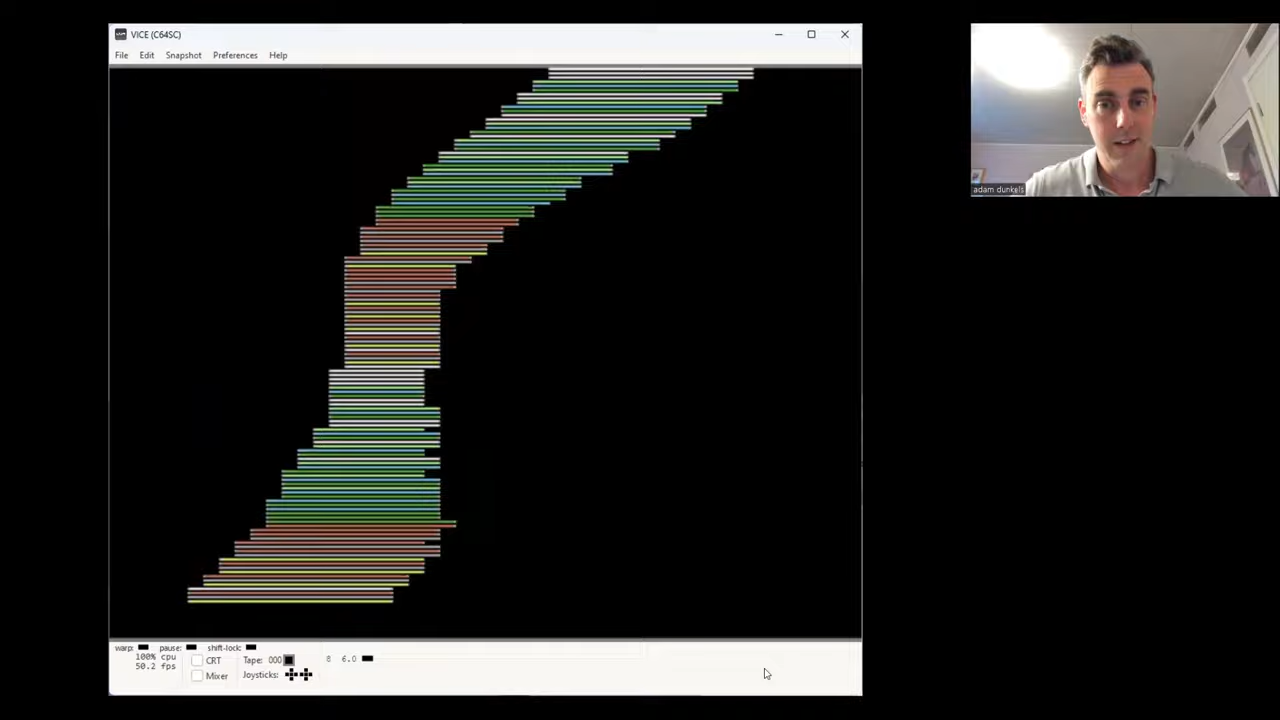 VICE (C64SC)
File Edit Snapshot Preferences Help
adam dunkels
warp: pause: shift-lock:
100% cpu
50.2 fps
CRT
Mixer
Tape: 000
Joysticks:
8 6.0